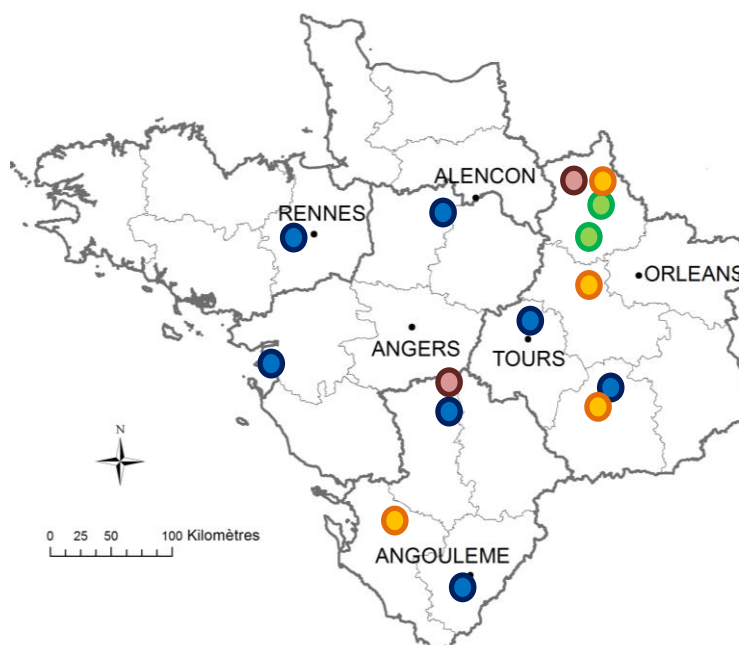 ALENCON
RENNES
ORLEANS
ANGERS
TOURS
N
0 25 50 100 Kilomètres
ANGOULEME